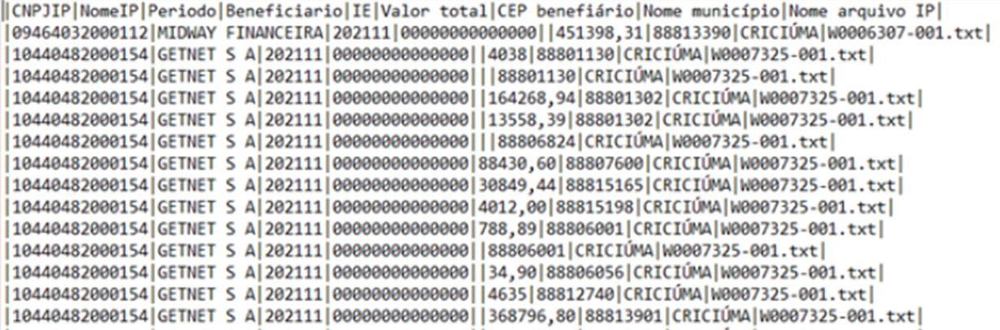 |CNPJIP|NomeIP|Periodo|Beneficiario|IE|Valor total|CEP benefiário|Nome município|Nome arquivo IP|
|09464032000112|MIDWAY FINANCEIRA|202111|00000000000000||451398,31|88813390|CRICIÚMA|W0006307-001.txt|
|10440482000154|GETNET S A|202111|00000000000000||4038|88801130|CRICIÚMA|W0007325-001.txt|
|10440482000154|GETNET S A|202111|00000000000000|||88801130|CRICIÚMA|W0007325-001.txt|
|10440482000154|GETNET S A|202111|00000000000000||164268,94|88801302|CRICIÚMA|W0007325-001.txt|
|10440482000154|GETNET S A|202111|00000000000000||13558,39|88801302|CRICIÚMA|W0007325-001.txt|
|10440482000154|GETNET S A|202111|00000000000000|||88806824|CRICIÚMA|W0007325-001.txt|
|10440482000154|GETNET S A|202111|00000000000000|88430,60|88807600|CRICIÚMA|W0007325-001.txt|
|10440482000154|GETNET S A|202111|00000000000000|30849,44|88815165|CRICIÚMA|W0007325-001.txt|
|10440482000154|GETNET S A|202111|00000000000000|4012,00|88815198|CRICIÚMA|W0007325-001.txt|
|10440482000154|GETNET S A|202111|00000000000000|788,89|88806001|CRICIÚMA|W0007325-001.txt|
|10440482000154|GETNET S A|202111|00000000000000||88806001|CRICIÚMA|W0007325-001.txt|
|10440482000154|GETNET S A|202111|00000000000000||34,90|88806056|CRICIÚMA|W0007325-001.txt|
|10440482000154|GETNET S A|202111|00000000000000||4635|88812740|CRICIÚMA|W0007325-001.txt|
|10440482000154|GETNET S A|202111|00000000000000||368796,80|88813901|CRICIÚMA|W0007325-001.txt|